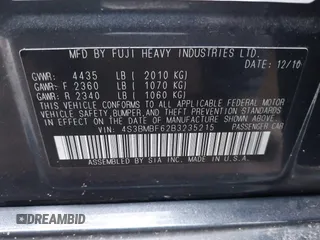 MFD BY FUJI HEAVY INDUSTRIES LTD.
DATE: 12/10
GVWR: 4435 LB ( 2010 KG)
GAWR: F 2360 LB ( 1070 KG)
GAWR: R 2340 LB ( 1060 KG)
THIS VEHICLE CONFORMS TO ALL APPLICABLE FEDERAL MOTOR
VEHICLE SAFETY,BUMPER,AND THEFT PREVENTION STANDARDS
IN EFFECT ON THE DATE OF MANUFACTURE SHOWN ABOVE.
VIN: 4S3BMBF62B3235215 PASSENGER CAR
ASSEMBLED BY SIA INC. MADE IN U.S.A.
DREAMBID